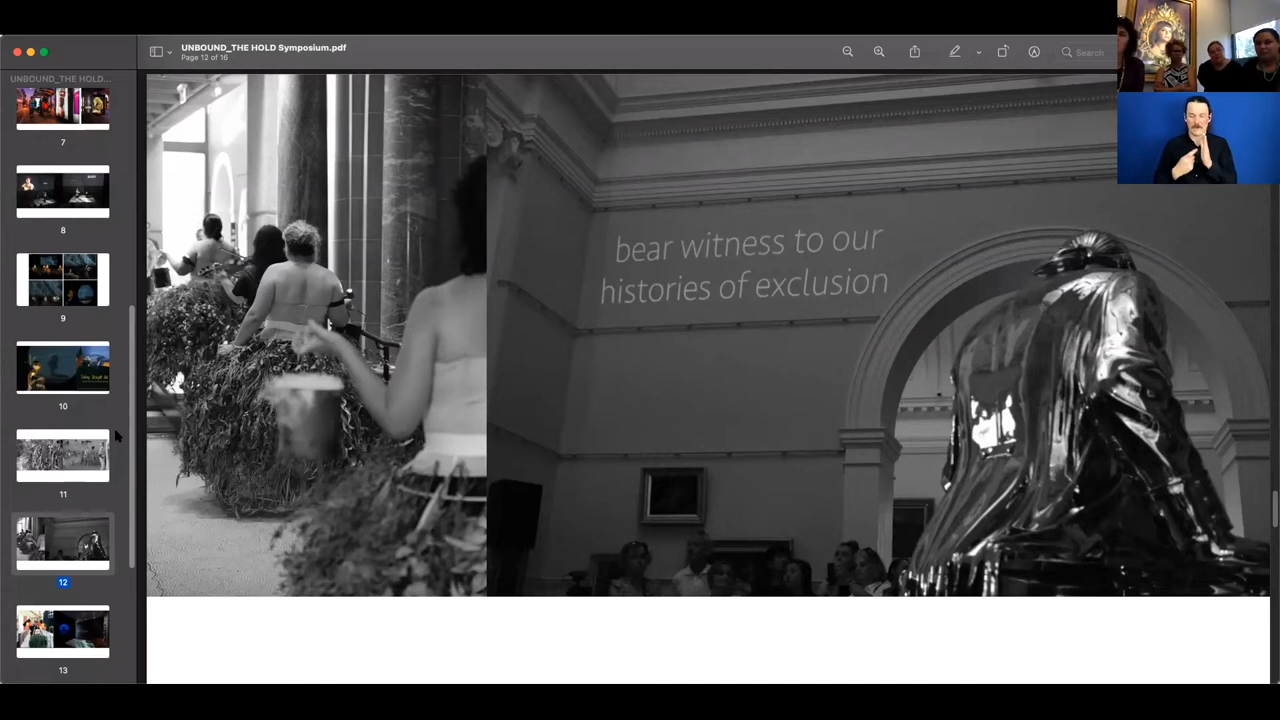 UNBOUND_THE HOLD Symposium.pdf
Page 12 of 16
Search
UNBOUND_THE HOLD...
7
8
9
10
11
12
13
bear witness to our
histories of exclusion